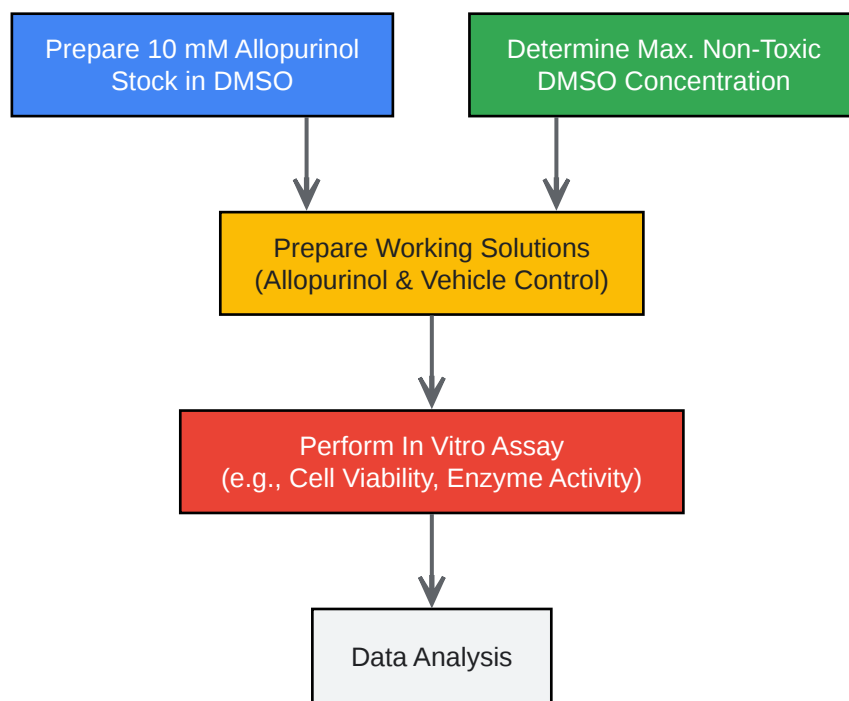 Prepare 10 mM Allopurinol
Stock in DMSO
Determine Max. Non-Toxic
DMSO Concentration
Prepare Working Solutions
(Allopurinol & Vehicle Control)
Perform In Vitro Assay
(e.g., Cell Viability, Enzyme Activity)
Data Analysis